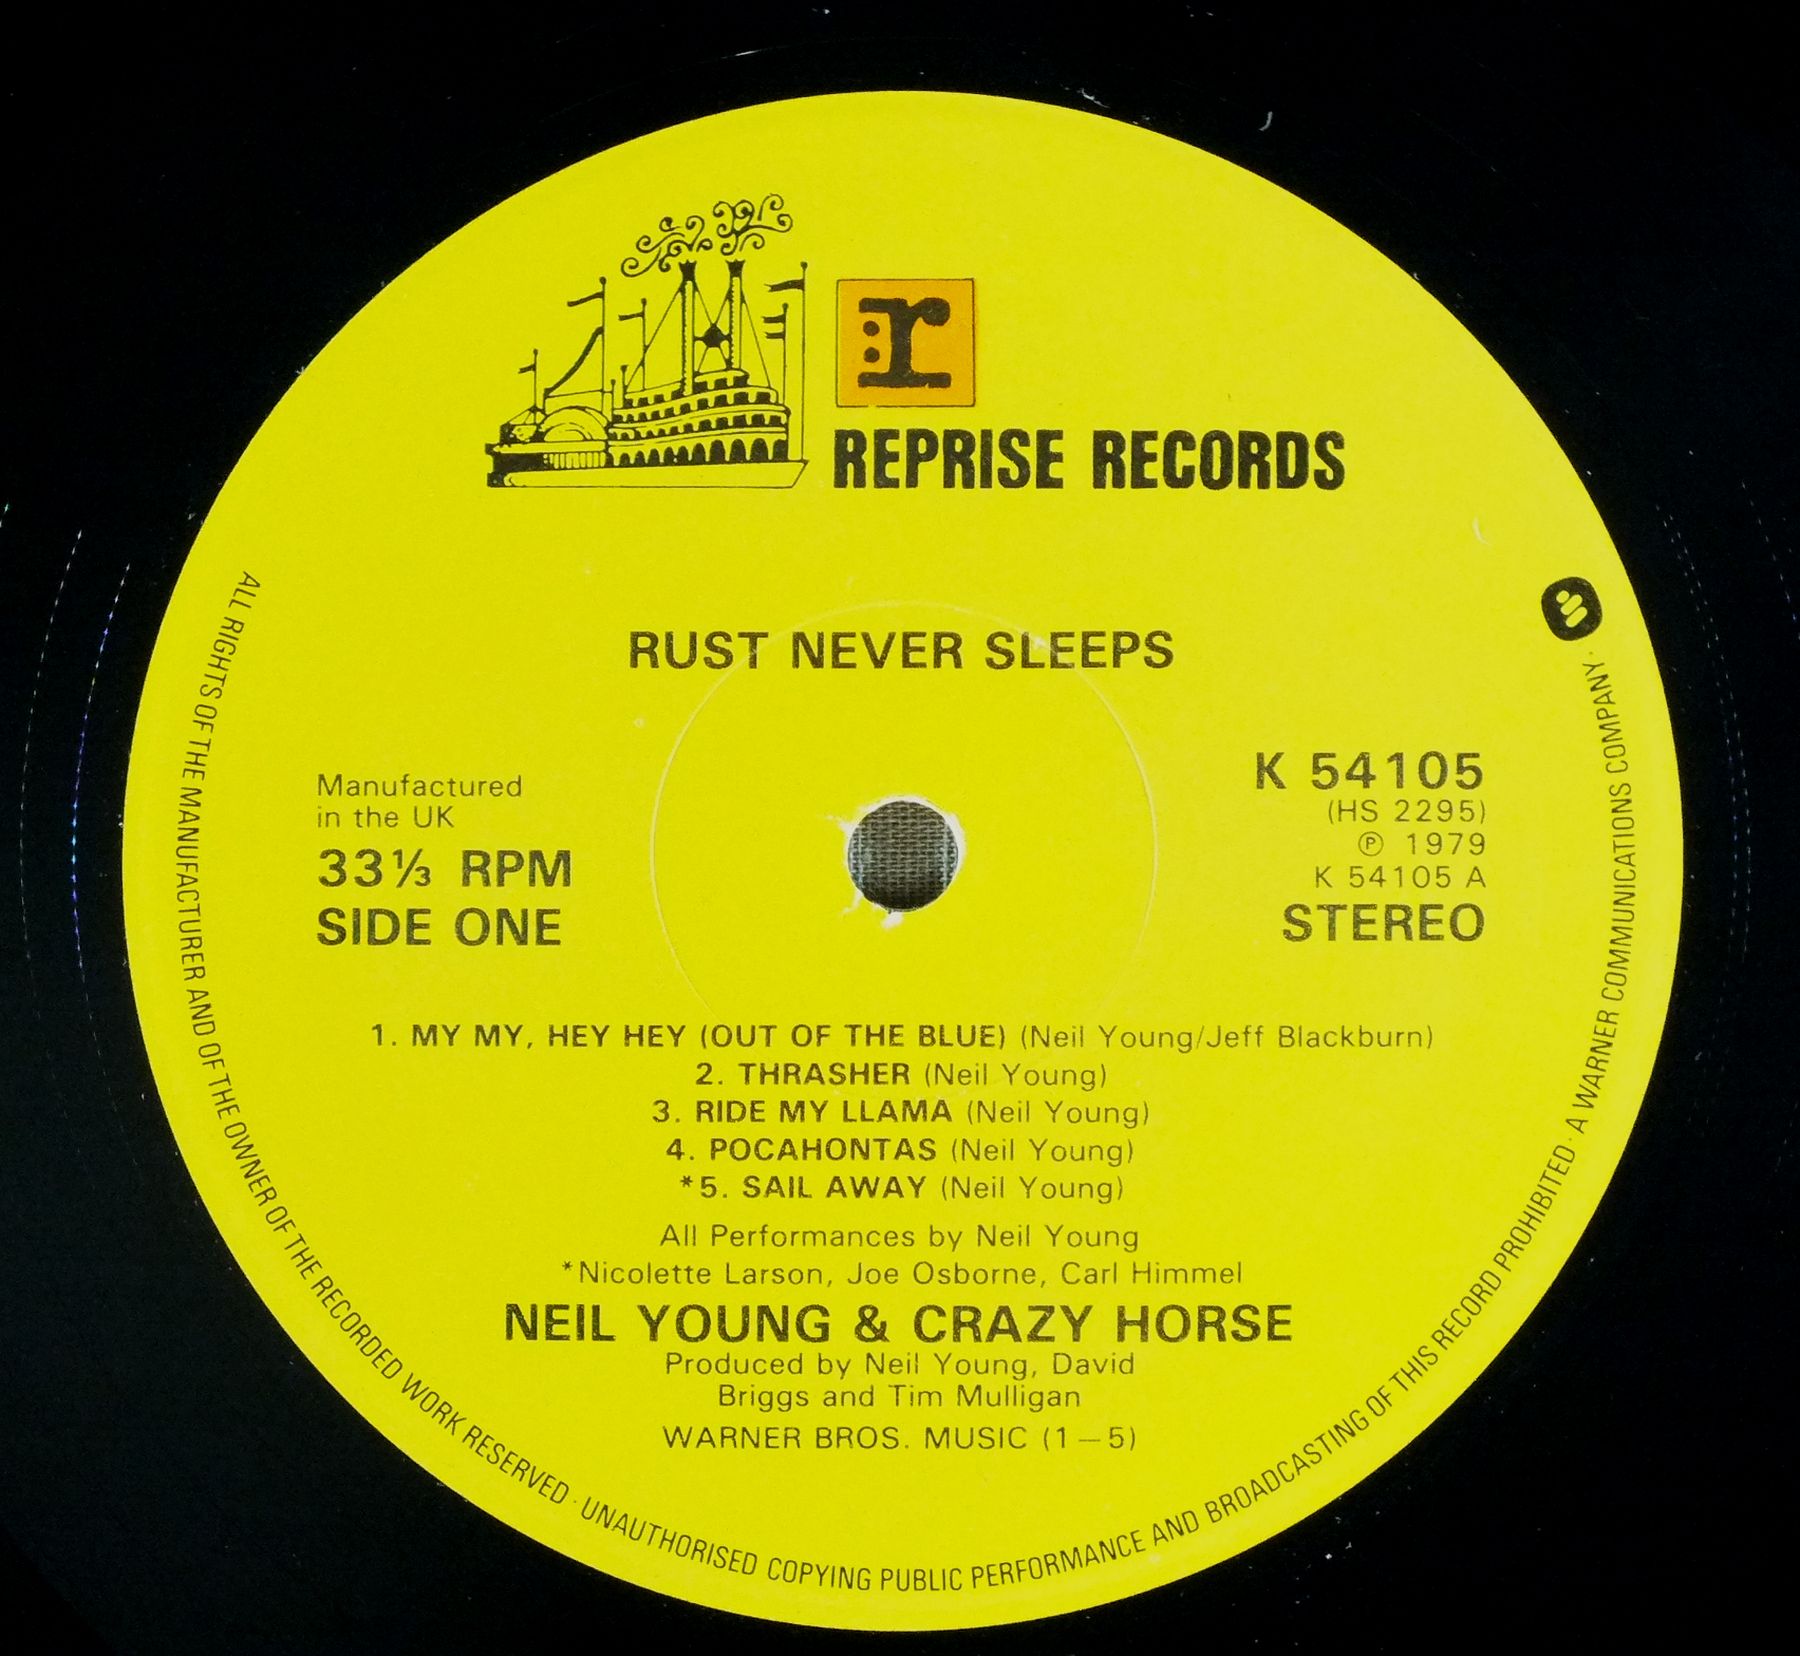 r
REPRISE RECORDS
RUST NEVER SLEEPS
Manufactured
in the UK
33⅓ RPM
SIDE ONE
K 54105
(HS 2295)
℗ 1979
K 54105 A
STEREO
1. MY MY, HEY HEY (OUT OF THE BLUE) (Neil Young/Jeff Blackburn)
2. THRASHER (Neil Young)
3. RIDE MY LLAMA (Neil Young)
4. POCAHONTAS (Neil Young)
*5. SAIL AWAY (Neil Young)
All Performances by Neil Young
*Nicolette Larson, Joe Osborne, Carl Himmel
NEIL YOUNG & CRAZY HORSE
Produced by Neil Young, David
Briggs and Tim Mulligan
WARNER BROS. MUSIC (1—5)
ALL RIGHTS OF THE MANUFACTURER AND OF THE OWNER OF THE RECORDED WORK RESERVED · UNAUTHORISED COPYING PUBLIC PERFORMANCE AND BROADCASTING OF THIS RECORD PROHIBITED · A WARNER COMMUNICATIONS COMPANY ·